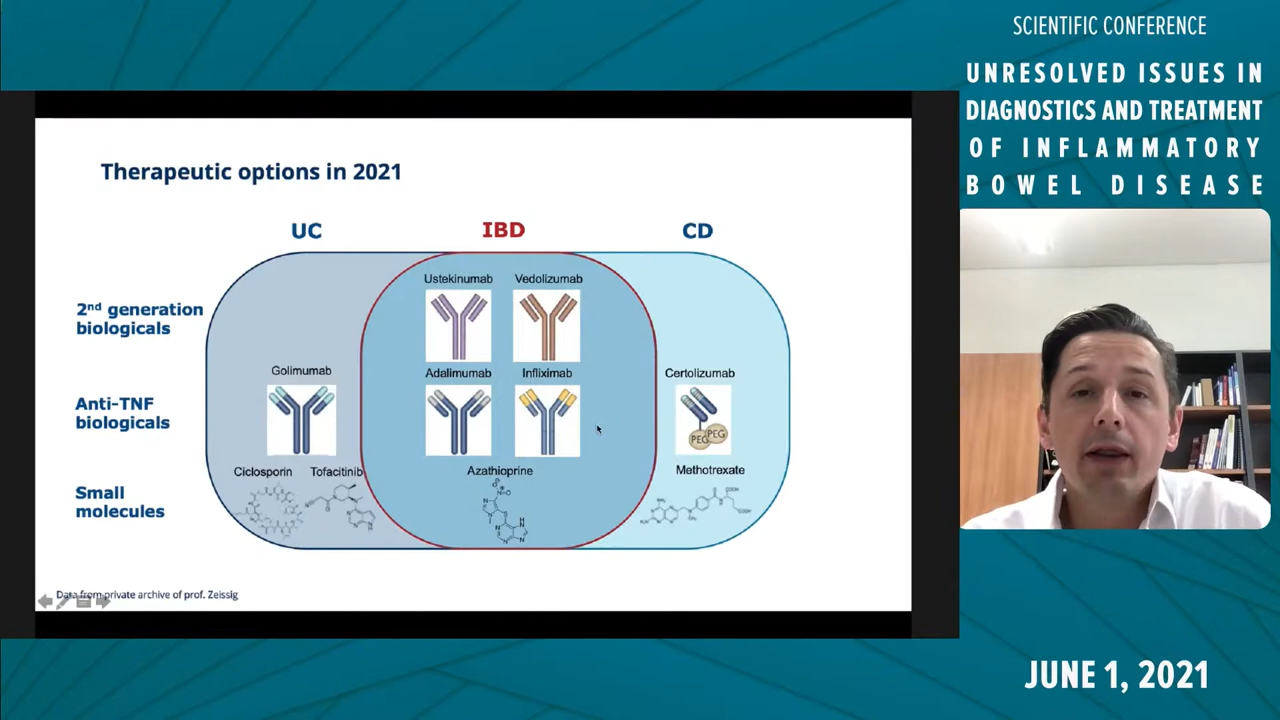 SCIENTIFIC CONFERENCE
UNRESOLVED ISSUES IN
DIAGNOSTICS AND TREATMENT
OF INFLAMMATORY
BOWEL DISEASE
Therapeutic options in 2021
UC
IBD
CD
2nd generation
biologicals
Ustekinumab
Vedolizumab
Anti-TNF
biologicals
Golimumab
Adalimumab
Infliximab
Certolizumab
PEG
PEG
Small
molecules
Ciclosporin
Tofacitinib
Azathioprine
Methotrexate
Data from private archive of prof. Zeissig
JUNE 1, 2021